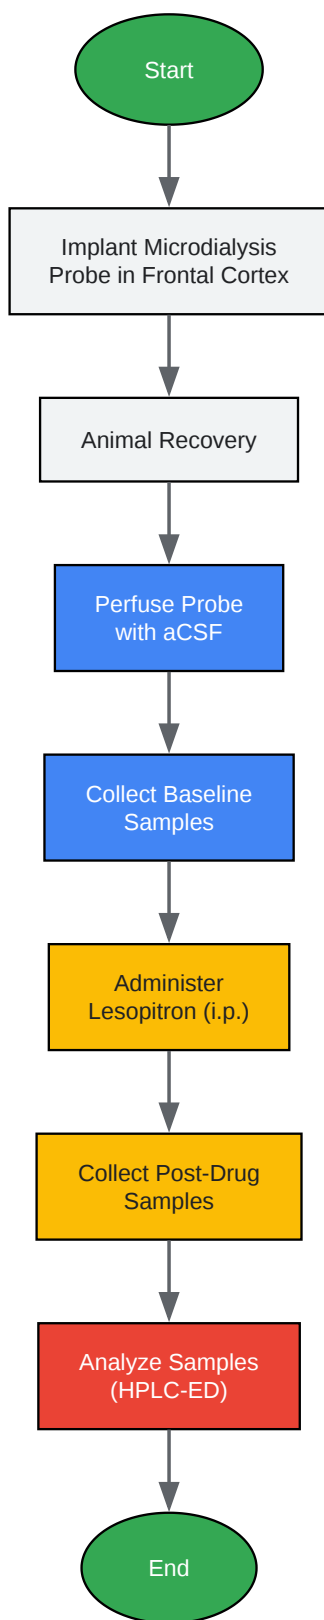 Start
Implant Microdialysis
Probe in Frontal Cortex
Animal Recovery
Perfuse Probe
with aCSF
Collect Baseline
Samples
Administer
Lesopitron (i.p.)
Collect Post-Drug
Samples
Analyze Samples
(HPLC-ED)
End